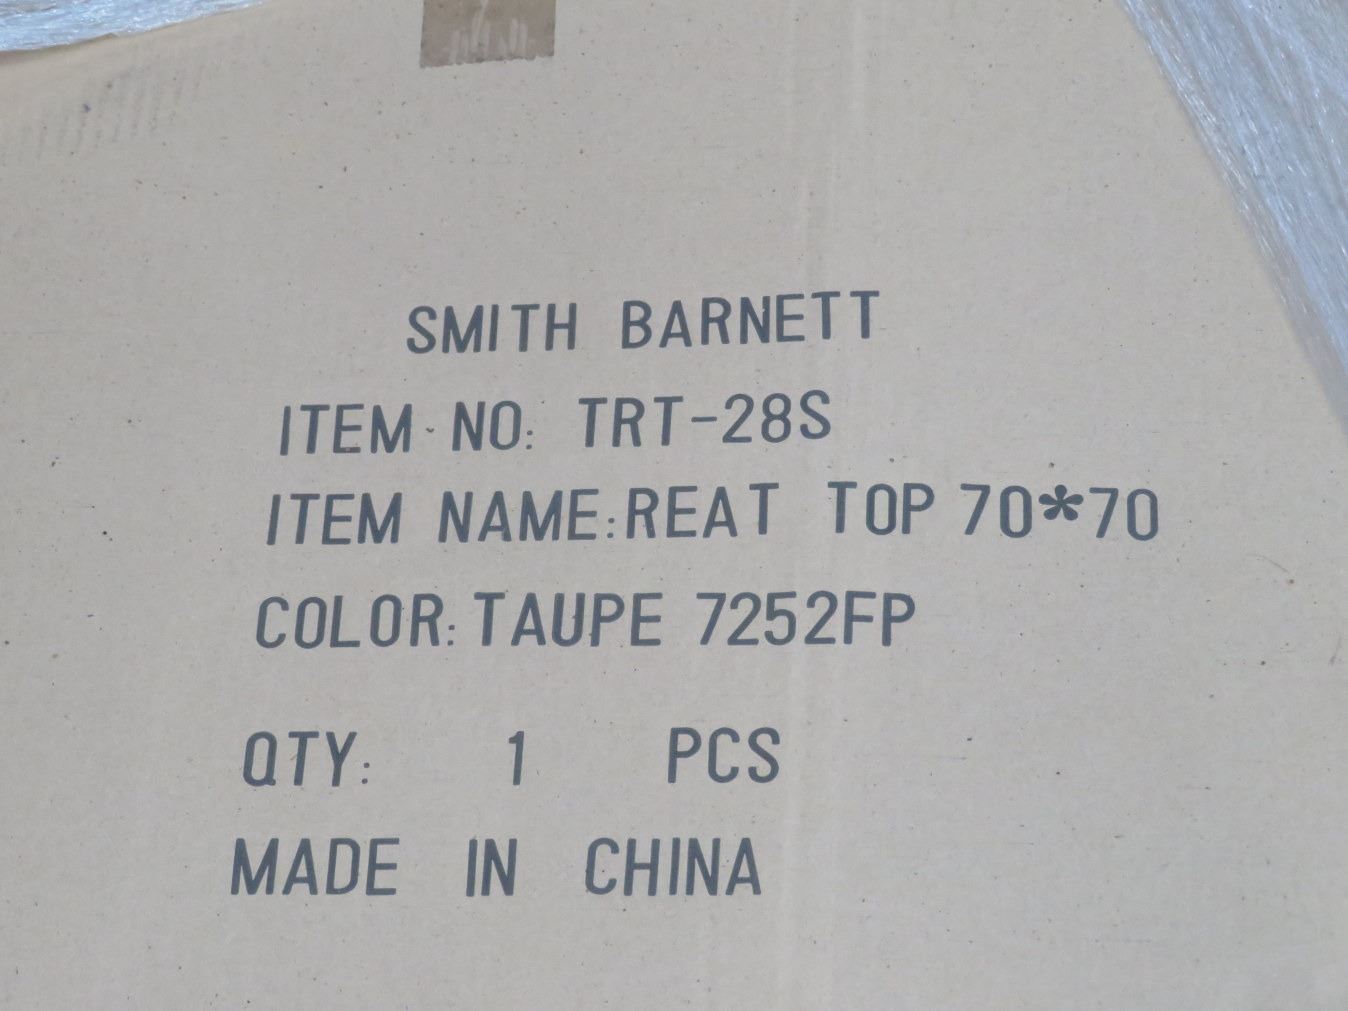 SMITH BARNETT
ITEM NO: TRT-28S
ITEM NAME:REAT TOP 70*70
COLOR:TAUPE 7252FP
QTY: 1 PCS
MADE IN CHINA